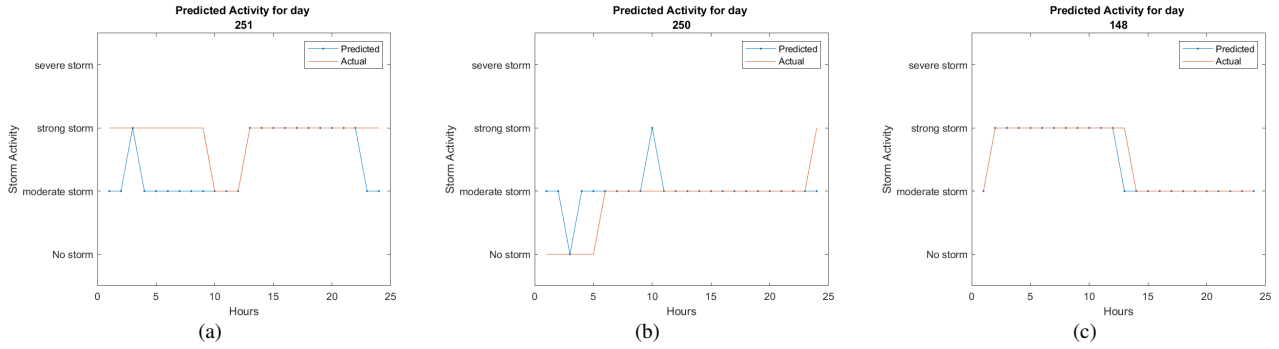 Predicted Activity for day
251
Predicted
Actual
severe storm
strong storm
moderate storm
No storm
Storm Activity
0 5 10 15 20 25
Hours
(a)
Predicted Activity for day
250
Predicted
Actual
severe storm
strong storm
moderate storm
No storm
Storm Activity
0 5 10 15 20 25
Hours
(b)
Predicted Activity for day
148
Predicted
Actual
severe storm
strong storm
moderate storm
No storm
Storm Activity
0 5 10 15 20 25
Hours
(c)